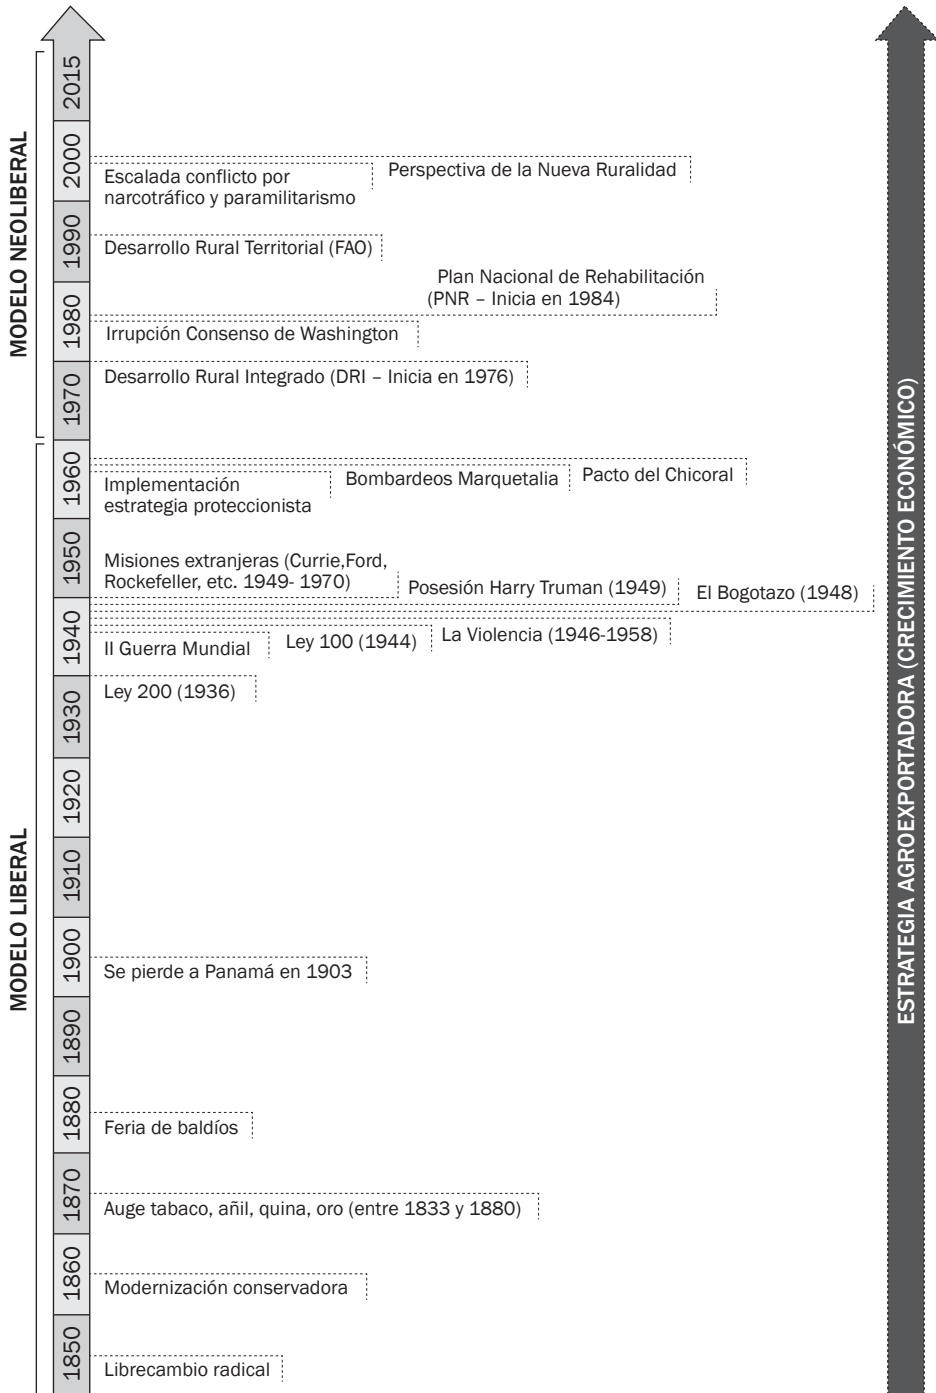 2015
2000
Escalada conflicto por
narcotráfico y paramilitarismo
Perspectiva de la Nueva Ruralidad
1990
Desarrollo Rural Territorial (FAO)
Plan Nacional de Rehabilitación
(PNR – Inicia en 1984)
1980
Irrupción Consenso de Washington
MODELO NEOLIBERAL
1970
Desarrollo Rural Integrado (DRI – Inicia en 1976)
1960
Implementación
estrategia proteccionista
Bombardeos Marquetalia
Pacto del Chicoral
1950
Misiones extranjeras (Currie,Ford,
Rockefeller, etc. 1949- 1970)
Posesión Harry Truman (1949)
El Bogotazo (1948)
1940
II Guerra Mundial
Ley 100 (1944)
La Violencia (1946-1958)
1930
Ley 200 (1936)
1920
1910
1900
Se pierde a Panamá en 1903
MODELO LIBERAL
1890
1880
Feria de baldíos
1870
Auge tabaco, añil, quina, oro (entre 1833 y 1880)
1860
Modernización conservadora
1850
Librecambio radical
ESTRATEGIA AGROEXPORTADORA (CRECIMIENTO ECONÓMICO)